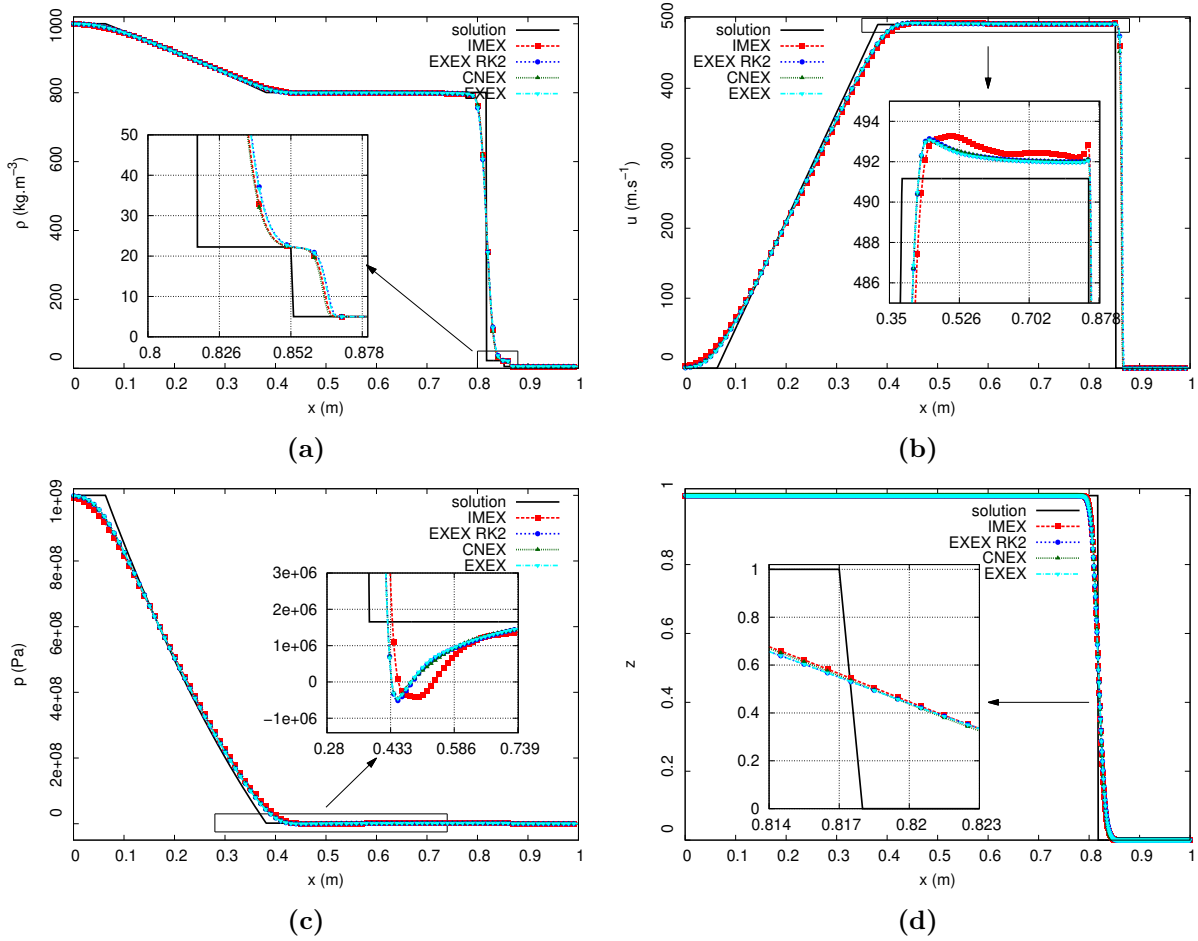 solution
IMEX
EXEX RK2
CNEX
EXEX
ρ (kg.m⁻³)
1000
800
600
400
200
0
50
40
30
20
10
0
0.8 0.826 0.852 0.878
0 0.1 0.2 0.3 0.4 0.5 0.6 0.7 0.8 0.9 1
x (m)
(a)
solution
IMEX
EXEX RK2
CNEX
EXEX
u (m.s⁻¹)
500
400
300
200
100
0
494
492
490
488
486
0.35 0.526 0.702 0.878
0 0.1 0.2 0.3 0.4 0.5 0.6 0.7 0.8 0.9 1
x (m)
(b)
solution
IMEX
EXEX RK2
CNEX
EXEX
p (Pa)
1e+09
8e+08
6e+08
4e+08
2e+08
0
3e+06
2e+06
1e+06
0
−1e+06
0.28 0.433 0.586 0.739
0 0.1 0.2 0.3 0.4 0.5 0.6 0.7 0.8 0.9 1
x (m)
(c)
solution
IMEX
EXEX RK2
CNEX
EXEX
z
1
0.8
0.6
0.4
0.2
0
1
0.8
0.6
0.4
0.2
0
0.814 0.817 0.82 0.823
0 0.1 0.2 0.3 0.4 0.5 0.6 0.7 0.8 0.9 1
x (m)
(d)